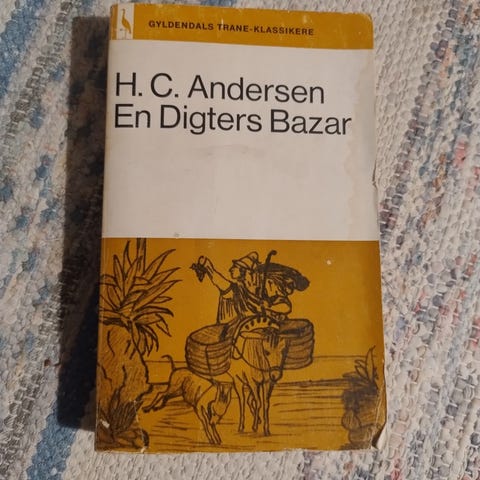 GYLDENDALS TRANE-KLASSIKERE
H. C. Andersen
En Digters Bazar